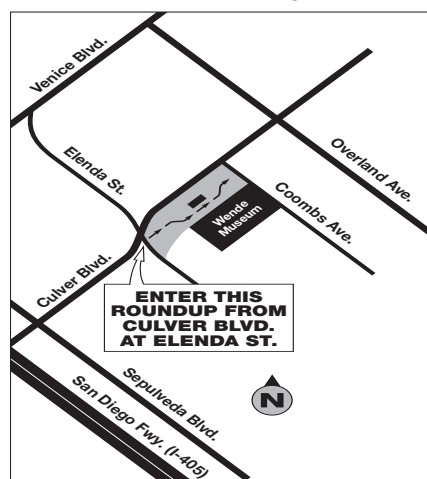 Venice Blvd.
Elenda St.
Overland Ave.
Wende
Museum
Coombs Ave.
Culver Blvd.
ENTER THIS
ROUNDUP FROM
CULVER BLVD.
AT ELENDA ST.
Sepulveda Blvd.
San Diego Fwy. (I-405)
N